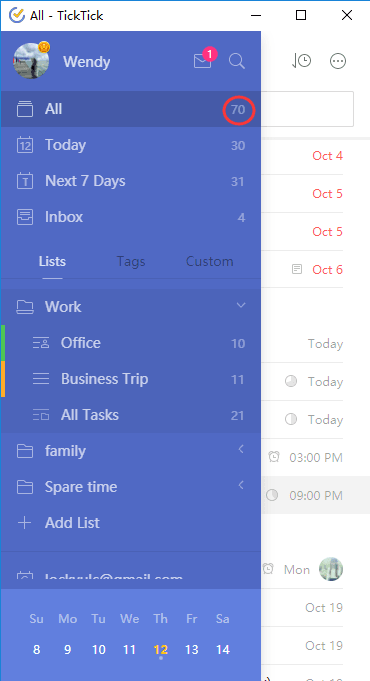 All - TickTick
Wendy
1
All 70
Today 30
12
Next 7 Days 31
T
Inbox 4
Lists Tags Custom
Work
Office 10
Business Trip 11
All Tasks 21
family
Spare time
Add List
Su Mo Tu We Th Fr Sa
8 9 10 11 12 13 14
Oct 4
Oct 5
Oct 5
Oct 6
Today
Today
Today
03:00 PM
09:00 PM
Mon
Oct 19
Oct 19
Oct 19